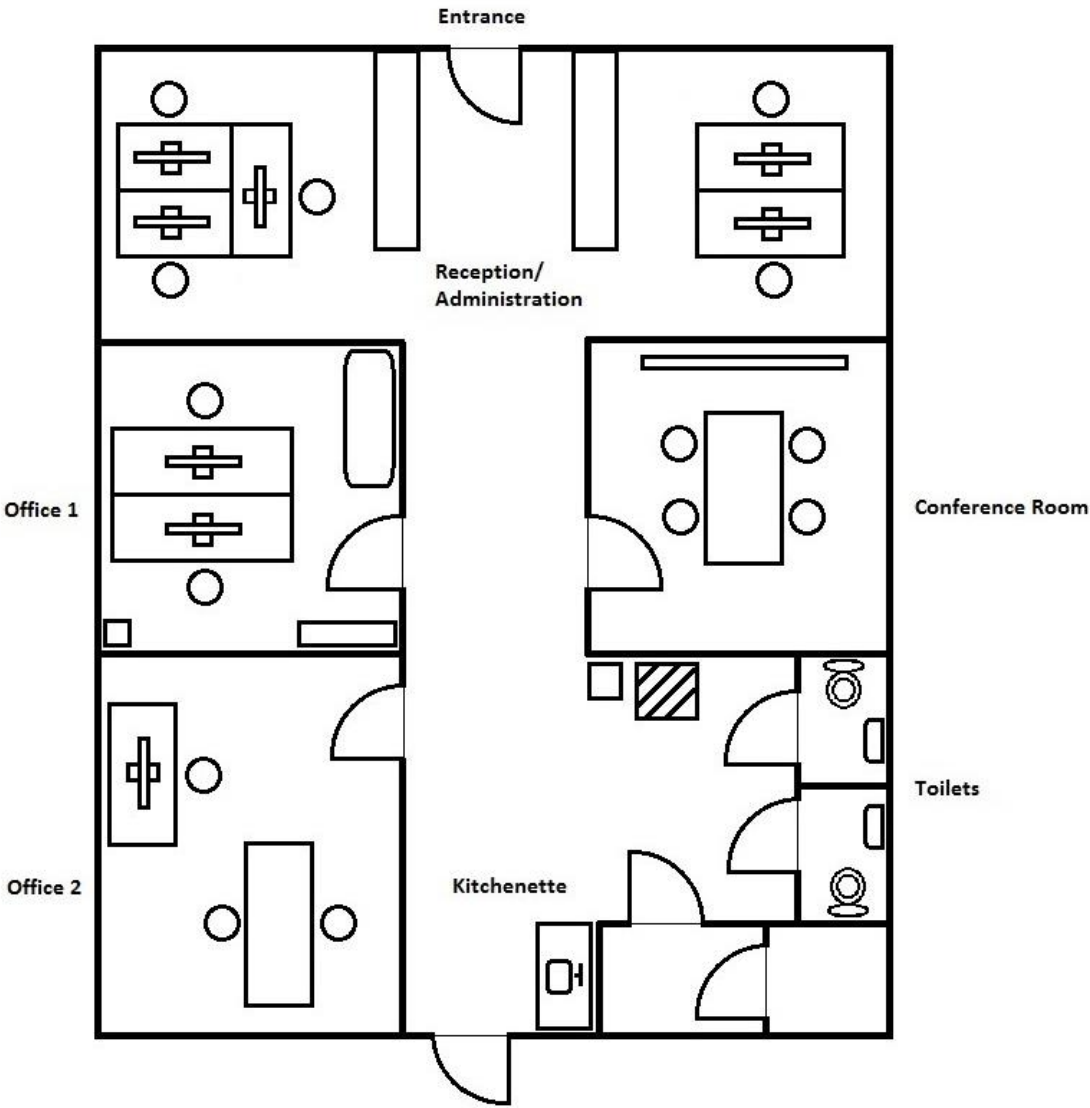 Entrance
Reception/
Administration
Office 1
Conference Room
Toilets
Office 2
Kitchenette